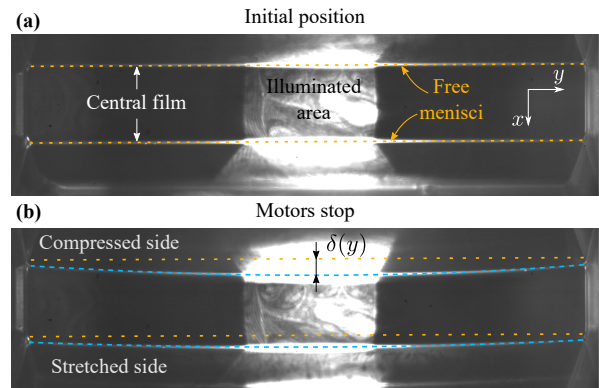 (a)
Initial position
Central film
Illuminated
area
Free
menisci
y
x
(b)
Motors stop
Compressed side
δ(y)
Stretched side